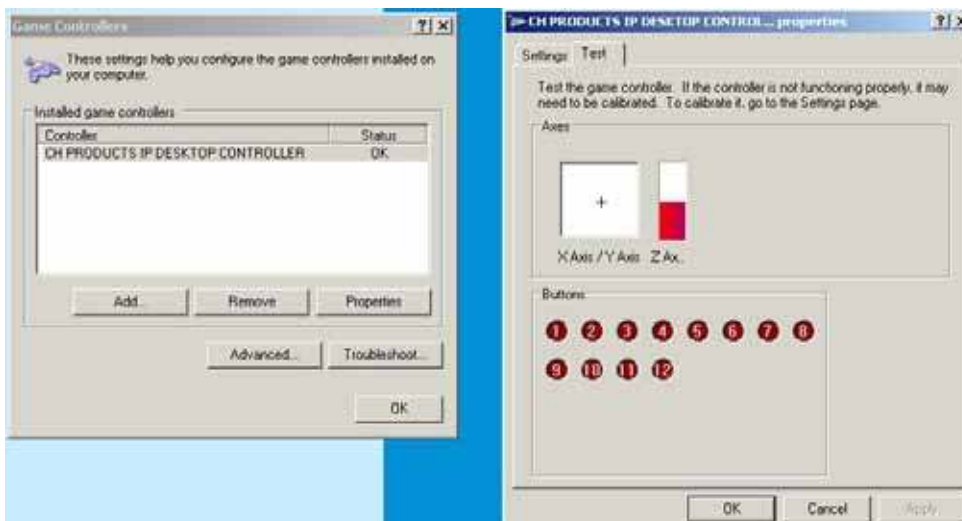 Game Controllers
These settings help you configure the game controllers installed on
your computer.
Installed game controllers
Controller Status
CH PRODUCTS IP DESKTOP CONTROLLER OK
Add...
Remove
Properties
Advanced...
Troubleshoot...
OK
CH PRODUCTS IP DESKTOP CONTROL... properties
Settings Test
Test the game controller. If the controller is not functioning properly, it may
need to be calibrated. To calibrate it, go to the Settings page.
Axes
X Axis / Y Axis Z Ax..
Buttons
1 2 3 4 5 6 7 8
9 10 11 12
OK Cancel Apply